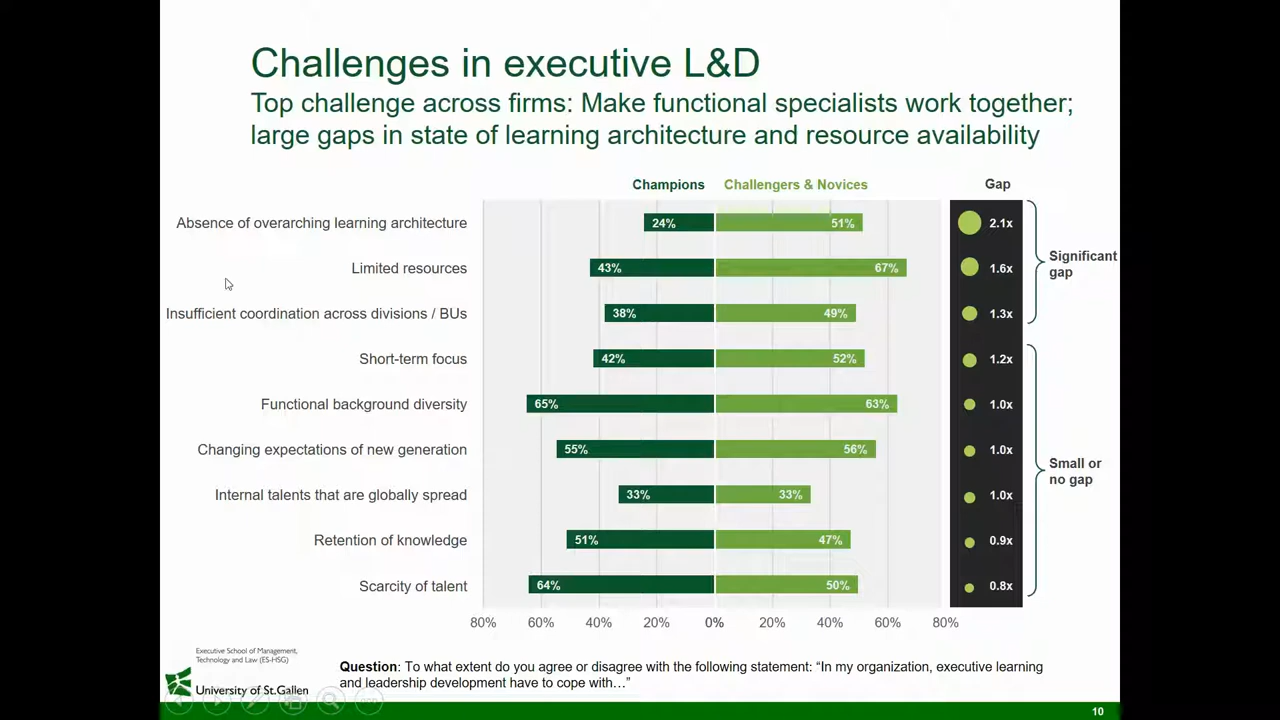 Challenges in executive L&D
Top challenge across firms: Make functional specialists work together;
large gaps in state of learning architecture and resource availability
Champions
Challengers & Novices
Gap
Absence of overarching learning architecture
24%
51%
2.1x
Limited resources
43%
67%
1.6x
Insufficient coordination across divisions / BUs
38%
49%
1.3x
Significant
gap
Short-term focus
42%
52%
1.2x
Functional background diversity
65%
63%
1.0x
Changing expectations of new generation
55%
56%
1.0x
Internal talents that are globally spread
33%
33%
1.0x
Retention of knowledge
51%
47%
0.9x
Scarcity of talent
64%
50%
0.8x
Small or
no gap
80% 60% 40% 20% 0% 20% 40% 60% 80%
Executive School of Management,
Technology and Law (ES-HSG)
University of St.Gallen
Question: To what extent do you agree or disagree with the following statement: “In my organization, executive learning
and leadership development have to cope with…”
10